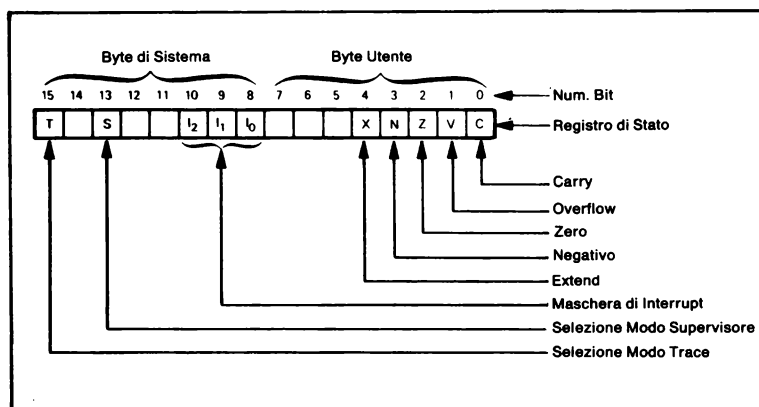 Byte di Sistema Byte Utente
15 14 13 12 11 10 9 8 7 6 5 4 3 2 1 0 Num. Bit
T S I2 I1 I0 X N Z V C Registro di Stato
Carry
Overflow
Zero
Negativo
Extend
Maschera di Interrupt
Selezione Modo Supervisore
Selezione Modo Trace